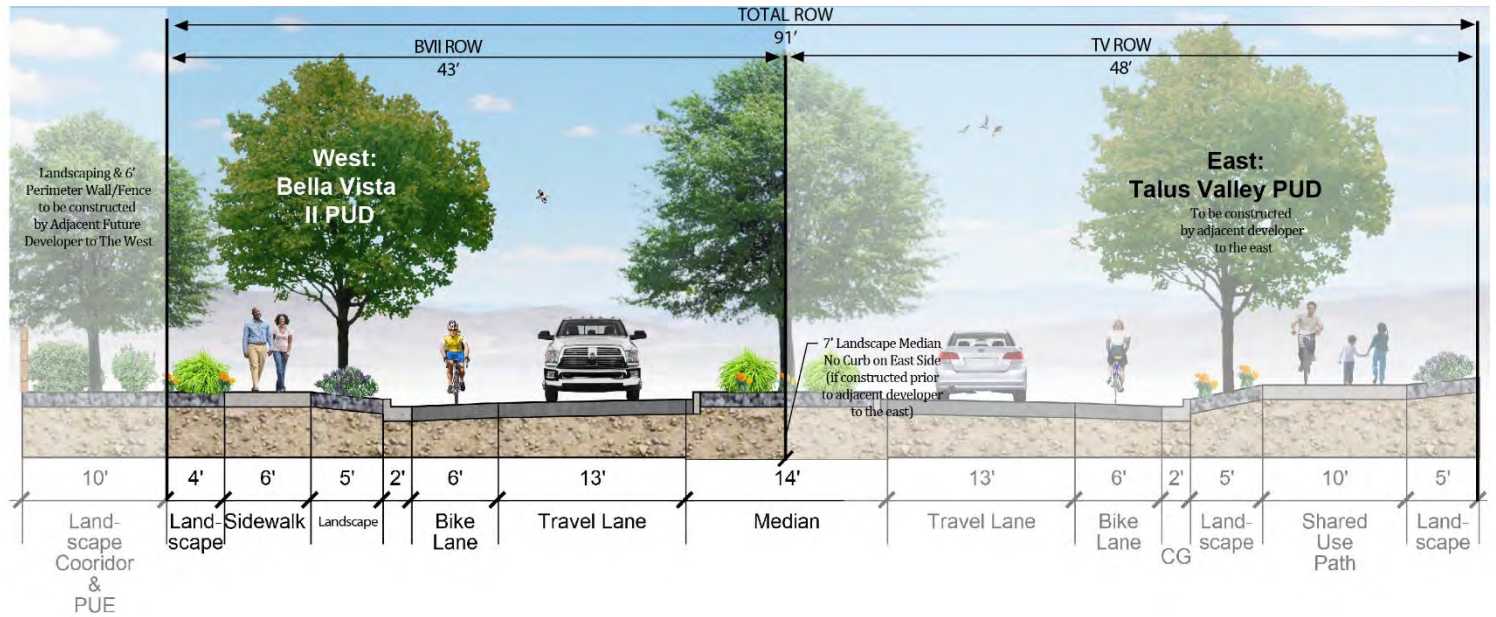 TOTAL ROW
91'
BVII ROW
43'
TV ROW
48'
Landscaping & 6'
Perimeter Wall/Fence
to be constructed
by Adjacent Future
Developer to The West
West:
Bella Vista
II PUD
East:
Talus Valley PUD
To be constructed
by adjacent developer
to the east
7' Landscape Median
No Curb on East Side
(if constructed prior
to adjacent developer
to the east)
10' 4' 6' 5' 2' 6' 13' 14' 13' 6' 2' 5' 10' 5'
Land-
scape
Cooridor
&
PUE
Land-
scape
Sidewalk
Landscape
Bike
Lane
Travel Lane
Median
Travel Lane
Bike
Lane
CG
Land-
scape
Shared
Use
Path
Land-
scape